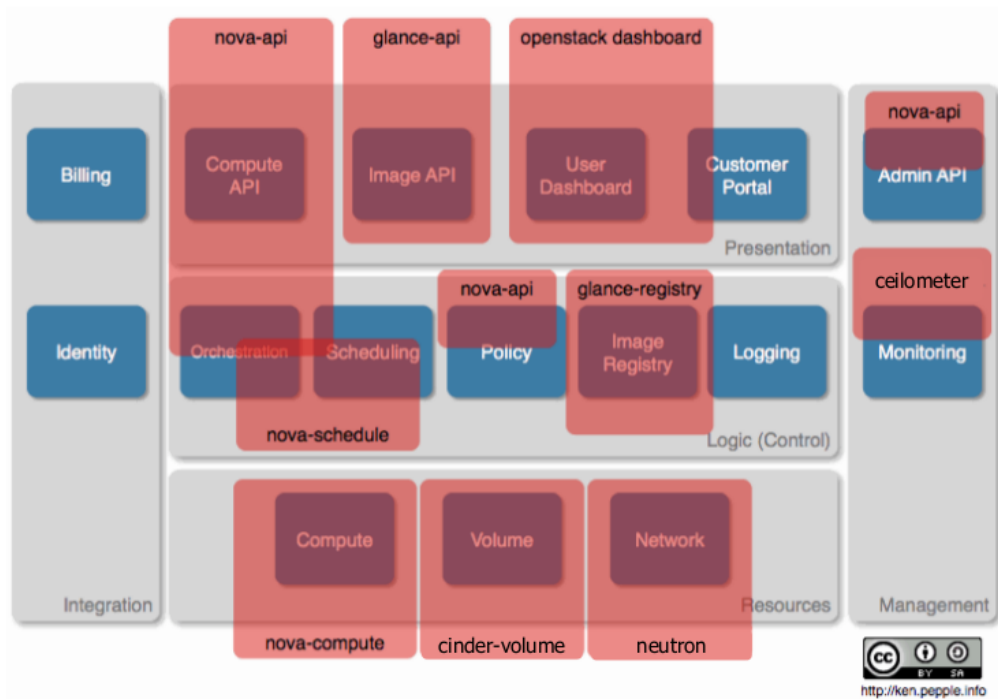 nova-api
glance-api
openstack dashboard
nova-api
Billing
Compute
API
Image API
User
Dashboard
Customer
Portal
Admin API
Presentation
ceilometer
nova-api
glance-registry
Identity
Orchestration
Scheduling
Policy
Image
Registry
Logging
Monitoring
nova-schedule
Logic (Control)
Compute
Volume
Network
Integration
Resources
Management
nova-compute
cinder-volume
neutron
cc
BY SA
http://ken.pepple.info